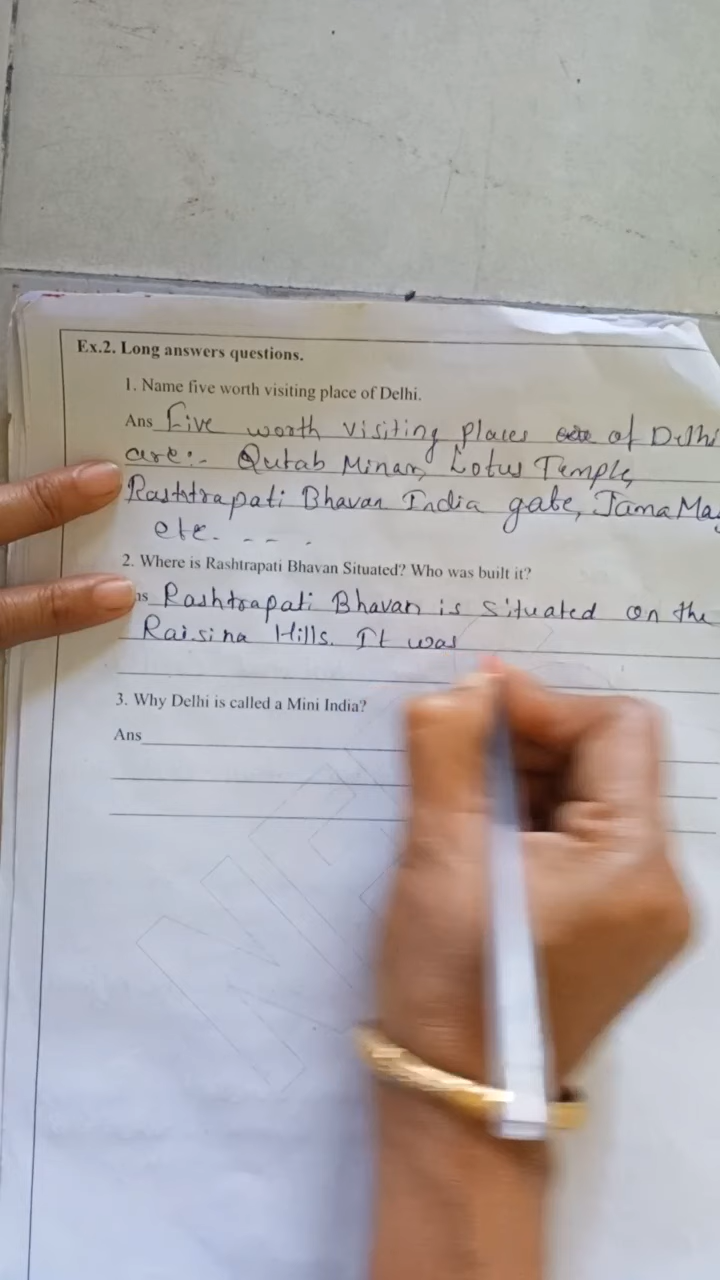 Ex.2. Long answers questions.
1. Name five worth visiting place of Delhi.
Ans Five worth visiting places of Delhi
are:- Qutab Minar, Lotus Temple,
Rashtrapati Bhavan India gate, Jama
etc. - - .
2. Where is Rashtrapati Bhavan Situated? Who was built it?
Rashtrapati Bhavan is situated on the
Raisina Hills. It was
3. Why Delhi is called a Mini India?
Ans